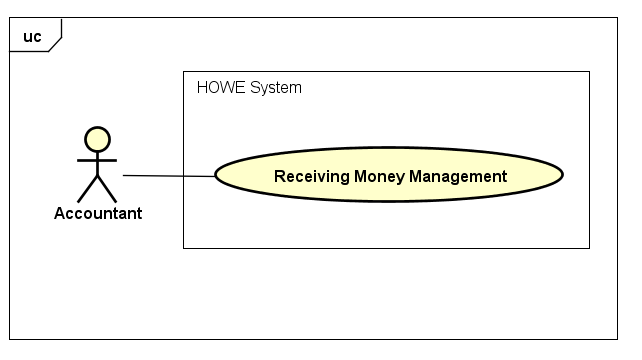 uc
HOWE System
Receiving Money Management
Accountant